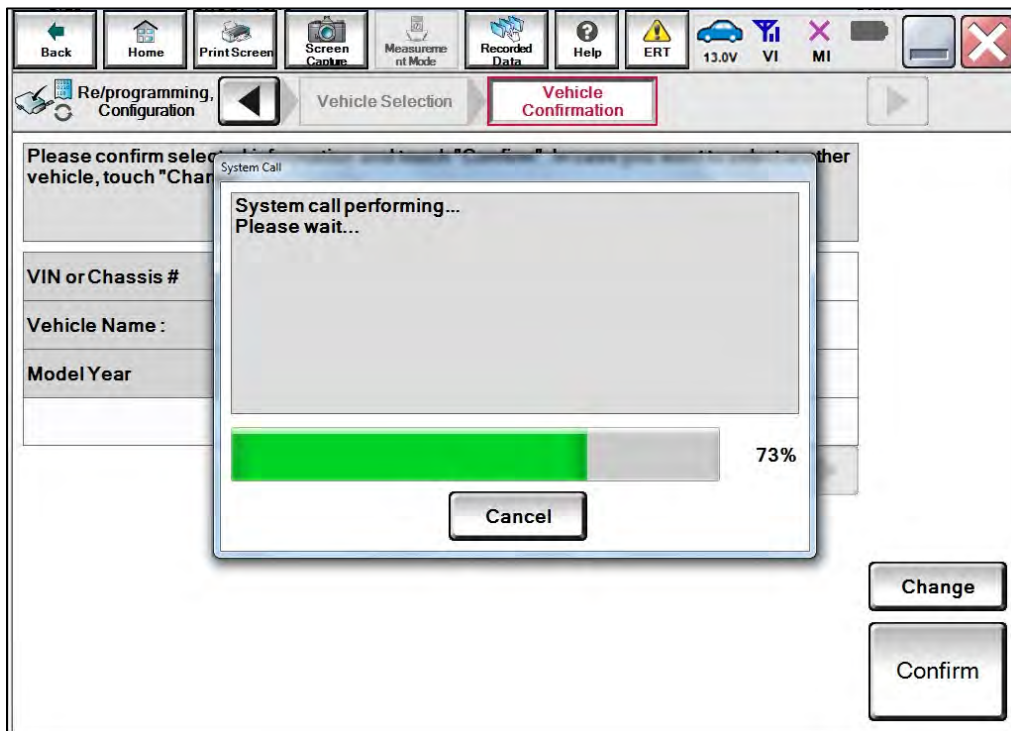 Back
Home
Print Screen
Screen
Capture
Measureme
nt Mode
Recorded
Data
Help
ERT
13.0V
VI
MI
Re/programming,
Configuration
Vehicle Selection
Vehicle
Confirmation
Please confirm selec ther
vehicle, touch "Char
System Call
System call performing...
Please wait...
VIN or Chassis #
Vehicle Name :
Model Year
73%
Cancel
Change
Confirm